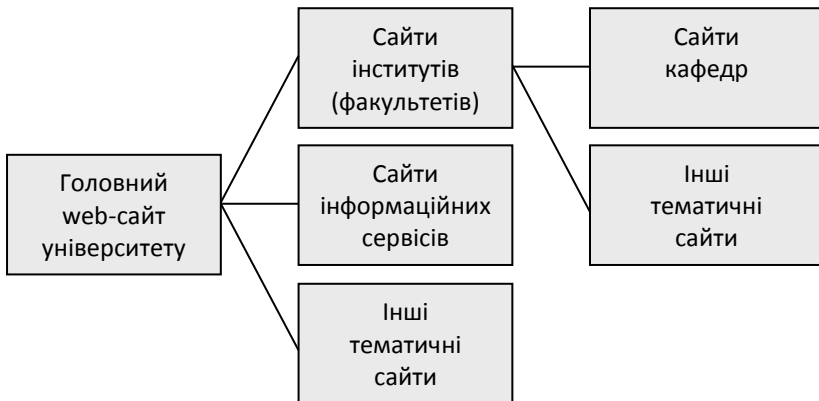 Головний
web-сайт
університету
Сайти
інститутів
(факультетів)
Сайти
інформаційних
сервісів
Інші
тематичні
сайти
Сайти
кафедр
Інші
тематичні
сайти